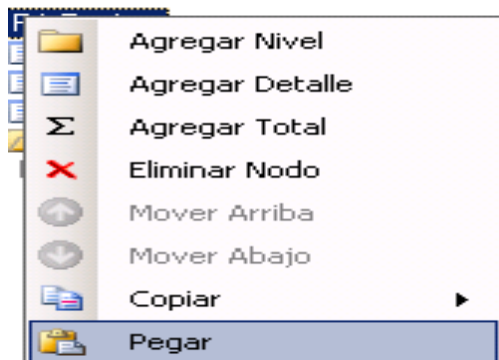 Agregar Nivel
Agregar Detalle
Σ Agregar Total
Eliminar Nodo
Mover Arriba
Mover Abajo
Copiar
Pegar